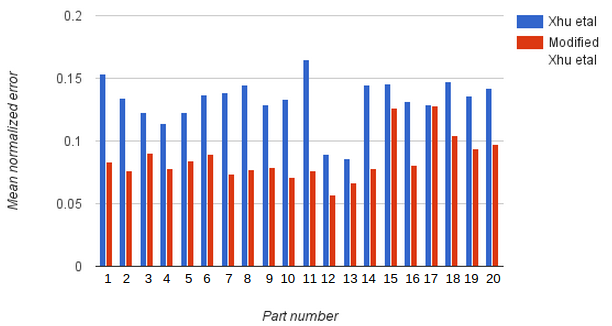 0.2
Xhu etal
Modified
Xhu etal
0.15
Mean normalized error
0.1
0.05
0
1 2 3 4 5 6 7 8 9 10 11 12 13 14 15 16 17 18 19 20
Part number